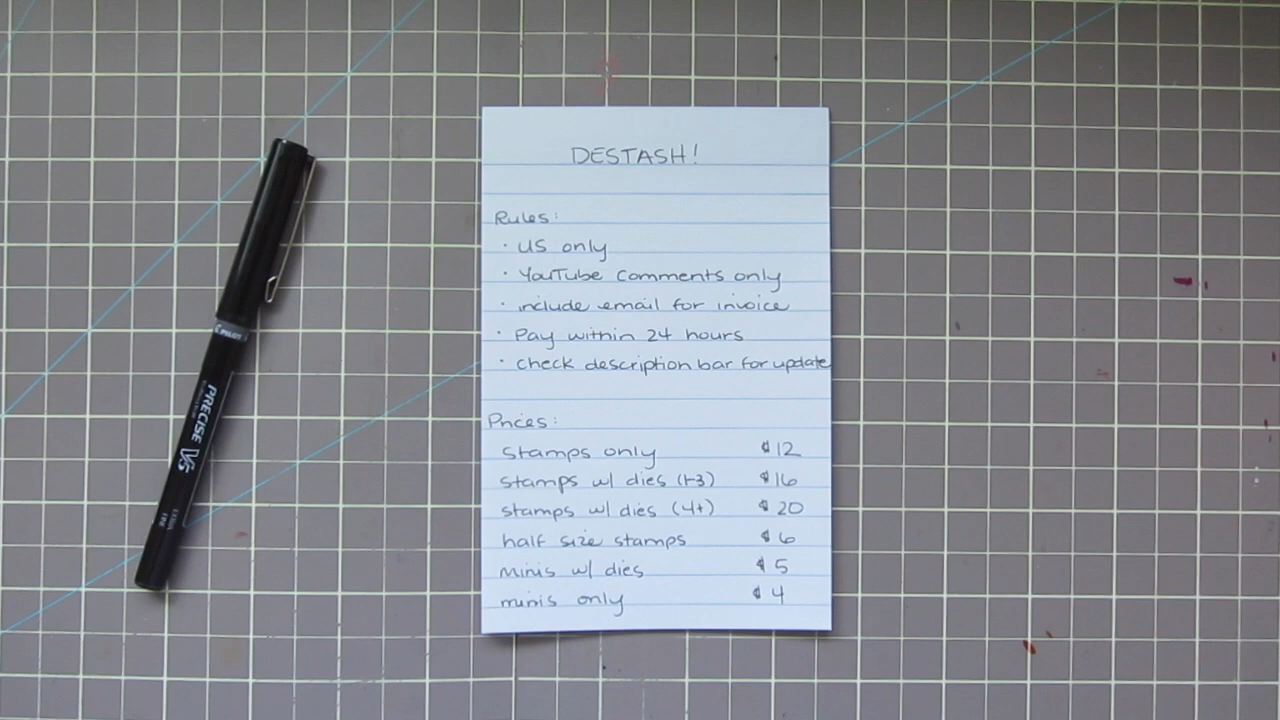 DESTASH!
Rules:
· US only
· YouTube comments only
· include email for invoice
· Pay within 24 hours
· check description bar for update
Prices:
stamps only $12
stamps w/ dies (1-3) $16
stamps w/ dies (4+) $20
half size stamps $6
minis w/ dies $5
minis only $4
PILOT
PRECISE V5
EXTRA
FINE